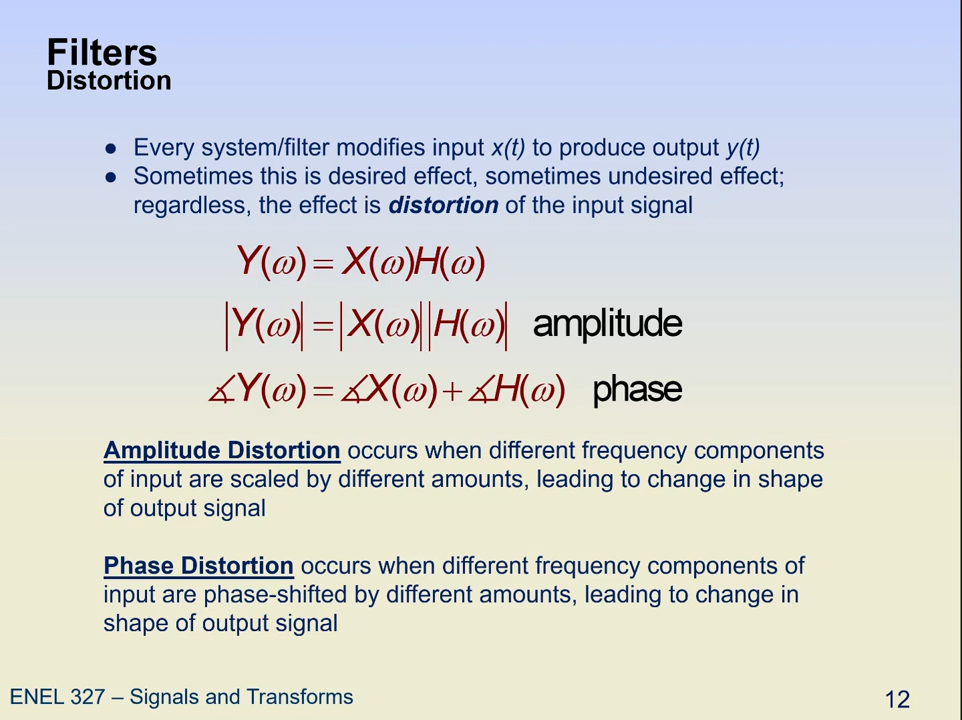 Filters
Distortion
● Every system/filter modifies input x(t) to produce output y(t)
● Sometimes this is desired effect, sometimes undesired effect;
regardless, the effect is distortion of the input signal
Y(ω) = X(ω)H(ω)
|Y(ω)| = |X(ω)||H(ω)| amplitude
∡Y(ω) = ∡X(ω) + ∡H(ω) phase
Amplitude Distortion occurs when different frequency components
of input are scaled by different amounts, leading to change in shape
of output signal
Phase Distortion occurs when different frequency components of
input are phase-shifted by different amounts, leading to change in
shape of output signal
ENEL 327 – Signals and Transforms 12